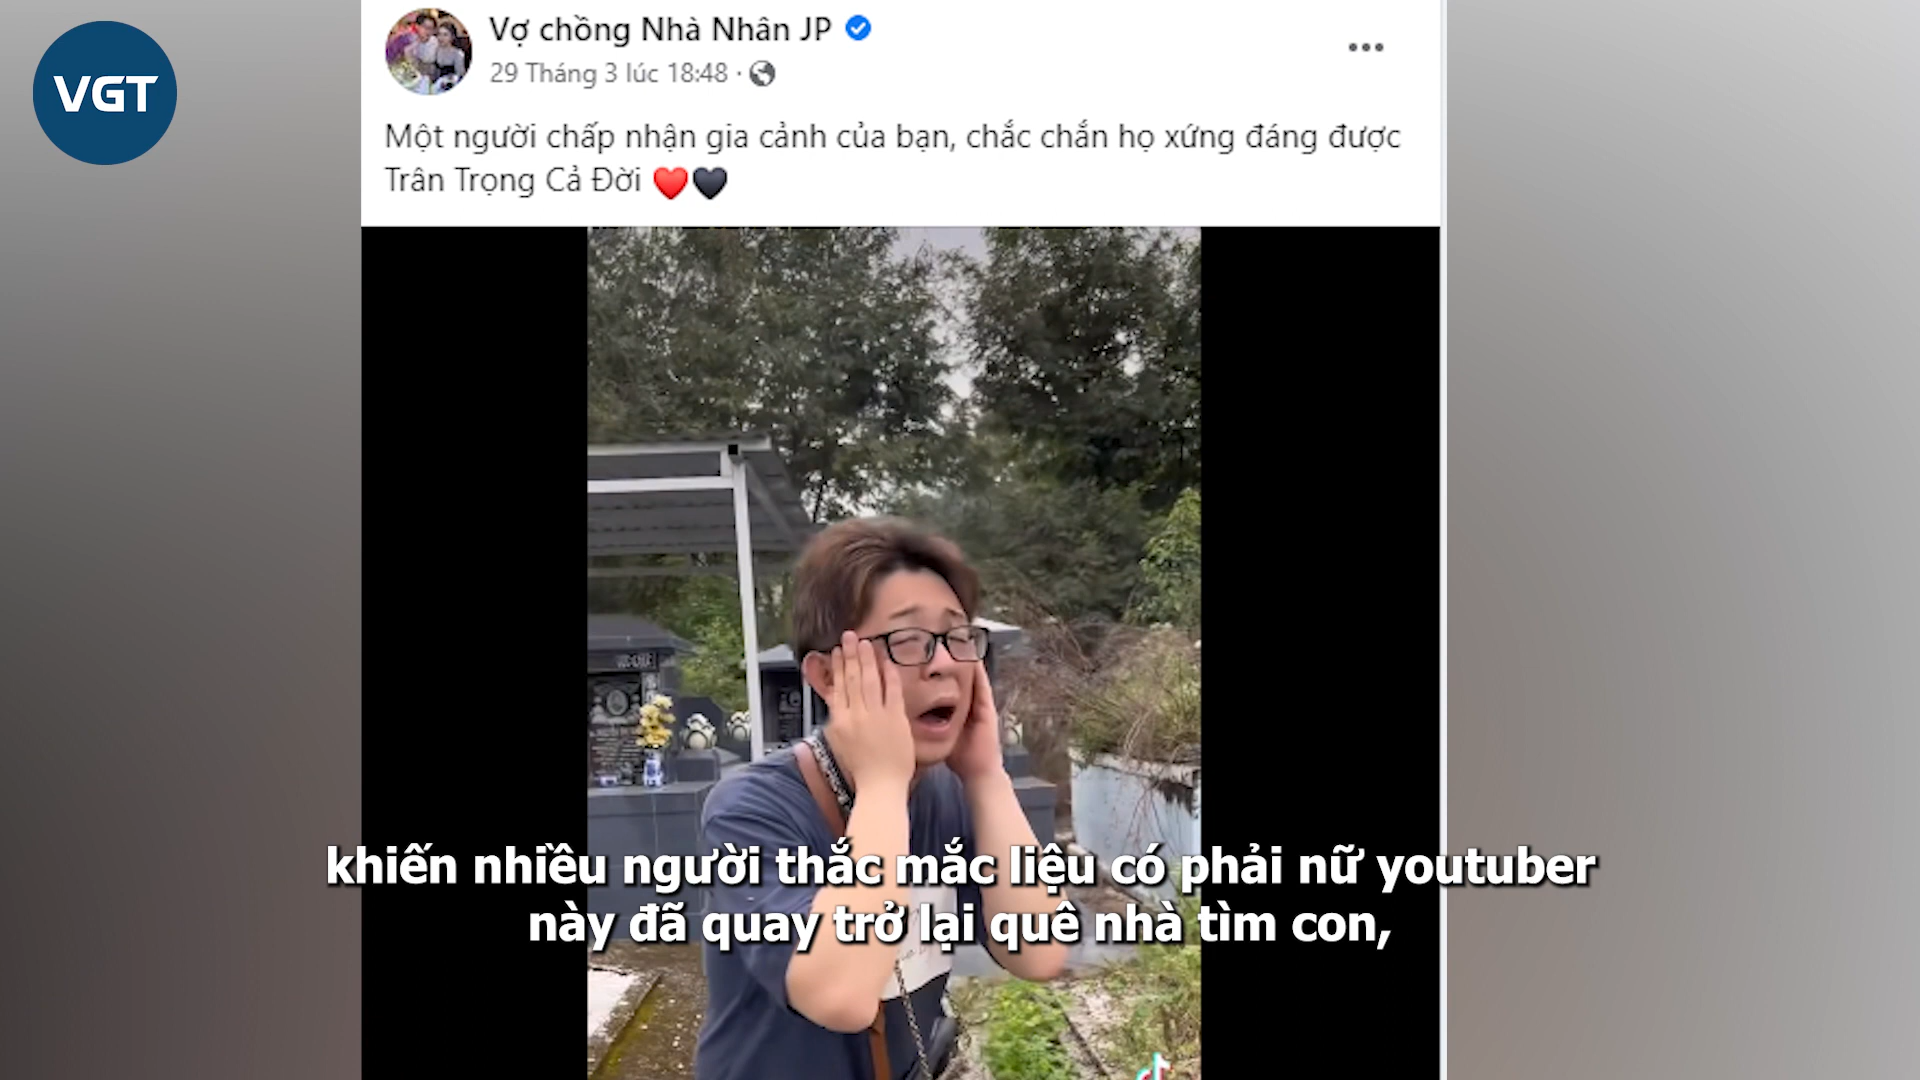 VGT
Vợ chồng Nhà Nhân JP
29 Tháng 3 lúc 18:48 ·
Một người chấp nhận gia cảnh của bạn, chắc chắn họ xứng đáng được
Trân Trọng Cả Đời ❤️🖤
khiến nhiều người thắc mắc liệu có phải nữ youtuber
này đã quay trở lại quê nhà tìm con,